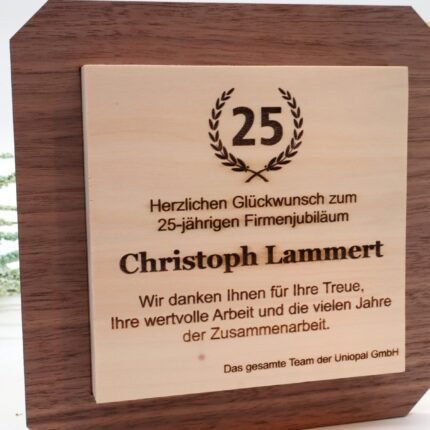 25
Herzlichen Glückwunsch zum
25-jährigen Firmenjubiläum
Christoph Lammert
Wir danken Ihnen für Ihre Treue,
Ihre wertvolle Arbeit und die vielen Jahre
der Zusammenarbeit.
Das gesamte Team der Uniopal GmbH